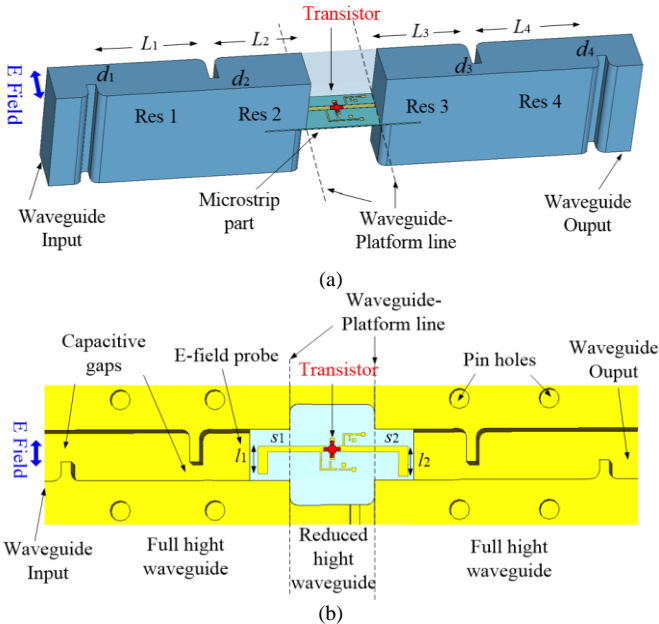 Transistor
L1
L2
L3
L4
E Field
d1
d2
d3
d4
Res 1
Res 2
Res 3
Res 4
Waveguide
Input
Microstrip
part
Waveguide-
Platform line
Waveguide
Ouput
(a)
Waveguide-
Platform line
Capacitive
gaps
E-field probe
Transistor
Pin holes
Waveguide
Ouput
E Field
s1
s2
l1
l2
Waveguide
Input
Full hight
waveguide
Reduced
hight
waveguide
Full hight
waveguide
(b)